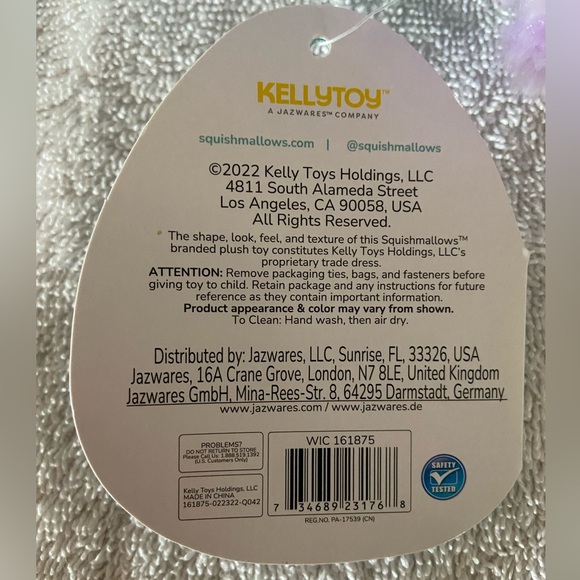 KELLYTOY™
A JAZWARES™ COMPANY
squishmallows.com | @squishmallows
©2022 Kelly Toys Holdings, LLC
4811 South Alameda Street
Los Angeles, CA 90058, USA
All Rights Reserved.
The shape, look, feel, and texture of this Squishmallows™
branded plush toy constitutes Kelly Toys Holdings, LLC's
proprietary trade dress.
ATTENTION: Remove packaging ties, bags, and fasteners before
giving toy to child. Retain package and any instructions for future
reference as they contain important information.
Product appearance & color may vary from shown.
To Clean: Hand wash, then air dry.
Distributed by: Jazwares, LLC, Sunrise, FL, 33326, USA
Jazwares, 16A Crane Grove, London, N7 8LE, United Kingdom
Jazwares GmbH, Mina-Rees-Str. 8, 64295 Darmstadt, Germany
www.jazwares.com / www.jazwares.de
PROBLEMS?
DO NOT RETURN TO STORE
Please Call Us: 1.888.519.1392
(U.S. Customers Only)
Kelly Toys Holdings, LLC
MADE IN CHINA
161875-022322-Q042
WIC 161875
7 34689 23176 8
REG.NO. PA-17539 (CN)
SAFETY
TESTED